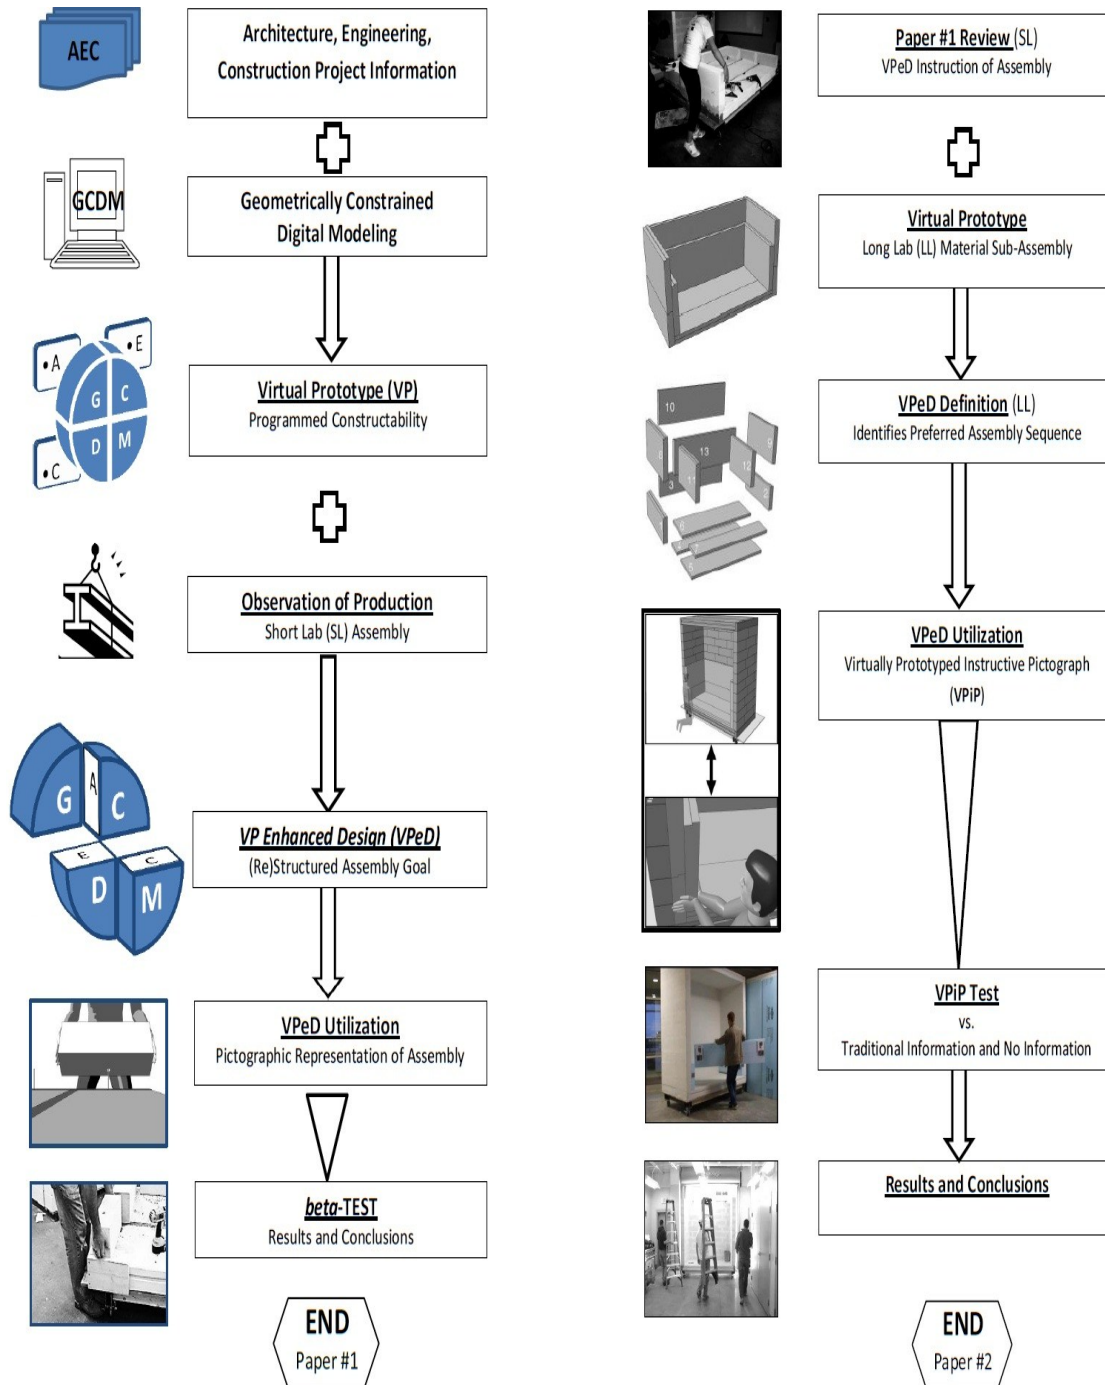 AEC
Architecture, Engineering,
Construction Project Information
GCDM
Geometrically Constrained
Digital Modeling
A
E
G
C
D
M
C
Virtual Prototype (VP)
Programmed Constructability
Observation of Production
Short Lab (SL) Assembly
G
A
C
E
C
D
M
VP Enhanced Design (VPeD)
(Re)Structured Assembly Goal
VPeD Utilization
Pictographic Representation of Assembly
beta-TEST
Results and Conclusions
END
Paper #1
Paper #1 Review (SL)
VPeD Instruction of Assembly
Virtual Prototype
Long Lab (LL) Material Sub-Assembly
10
13
9
8
12
11
3
2
VPeD Definition (LL)
Identifies Preferred Assembly Sequence
VPeD Utilization
Virtually Prototyped Instructive Pictograph
(VPiP)
VPiP Test
vs.
Traditional Information and No Information
Results and Conclusions
END
Paper #2